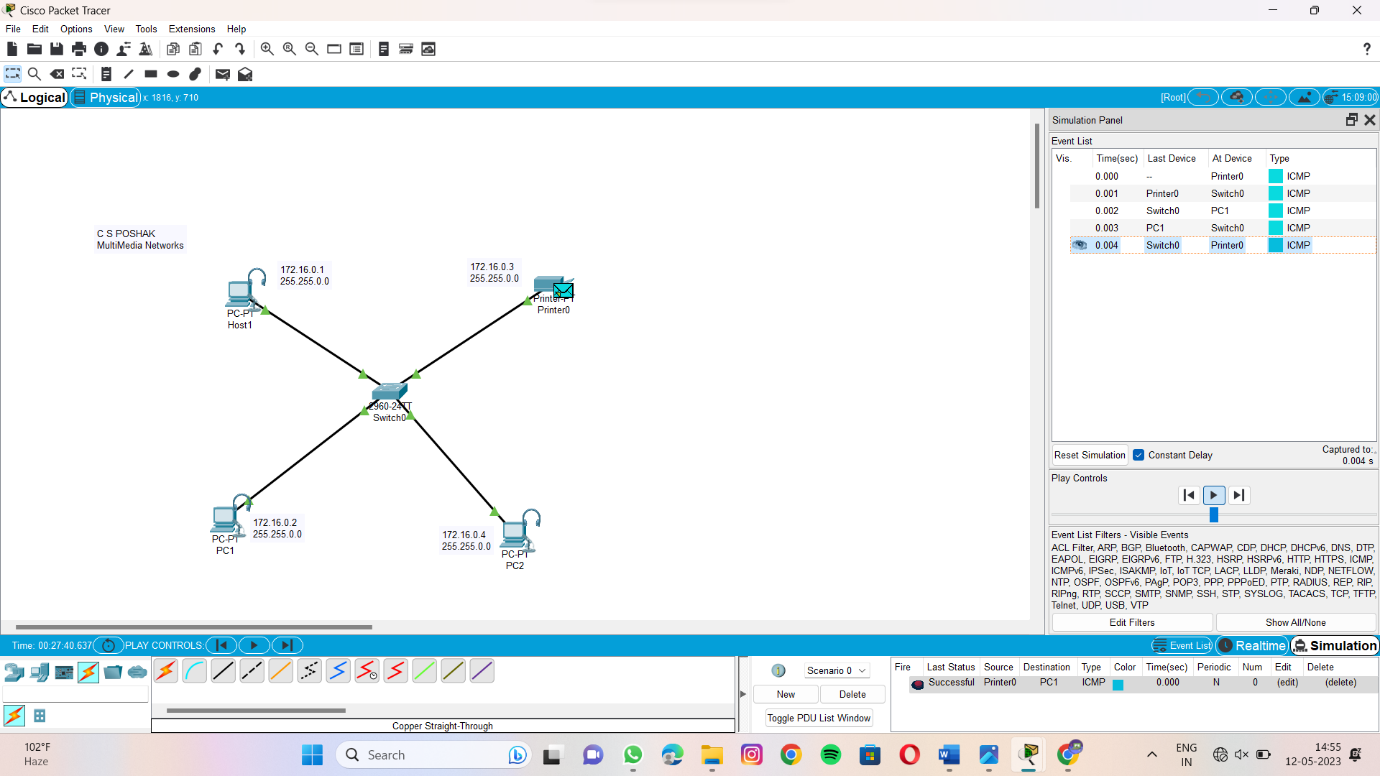 Cisco Packet Tracer
File Edit Options View Tools Extensions Help
?
Logical Physical x: 1816, y: 710 [Root] 15:09:00
C S POSHAK
MultiMedia Networks
172.16.0.1
255.255.0.0
PC-PT
Host1
172.16.0.3
255.255.0.0
Printer-PT
Printer0
2960-24TT
Switch0
172.16.0.2
255.255.0.0
PC-PT
PC1
172.16.0.4
255.255.0.0
PC-PT
PC2
Simulation Panel
Event List
Vis. Time(sec) Last Device At Device Type
0.000 -- Printer0 ICMP
0.001 Printer0 Switch0 ICMP
0.002 Switch0 PC1 ICMP
0.003 PC1 Switch0 ICMP
0.004 Switch0 Printer0 ICMP
Reset Simulation Constant Delay Captured to:
0.004 s
Play Controls
Event List Filters - Visible Events
ACL Filter, ARP, BGP, Bluetooth, CAPWAP, CDP, DHCP, DHCPv6, DNS, DTP,
EAPOL, EIGRP, EIGRPv6, FTP, H.323, HSRP, HSRPv6, HTTP, HTTPS, ICMP,
ICMPv6, IPSec, ISAKMP, IoT, IoT TCP, LACP, LLDP, Meraki, NDP, NETFLOW,
NTP, OSPF, OSPFv6, PAgP, POP3, PPP, PPPoED, PTP, RADIUS, REP, RIP,
RIPng, RTP, SCCP, SMTP, SNMP, SSH, STP, SYSLOG, TACACS, TCP, TFTP,
Telnet, UDP, USB, VTP
Edit Filters Show All/None
Time: 00:27:40.637 PLAY CONTROLS: Event List Realtime Simulation
Copper Straight-Through
Scenario 0
New Delete
Toggle PDU List Window
Fire Last Status Source Destination Type Color Time(sec) Periodic Num Edit Delete
Successful Printer0 PC1 ICMP 0.000 N 0 (edit) (delete)
102°F
Haze
Search
ENG
IN
14:55
12-05-2023